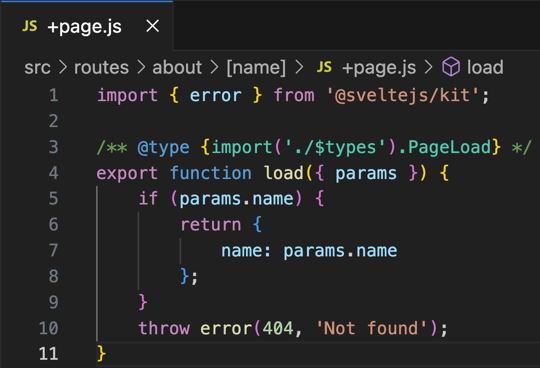 JS +page.js ×
src > routes > about > [name] > JS +page.js > load
1 import { error } from '@sveltejs/kit';
2
3 /** @type {import('./$types').PageLoad} */
4 export function load({ params }) {
5     if (params.name) {
6         return {
7             name: params.name
8         };
9     }
10     throw error(404, 'Not found');
11 }